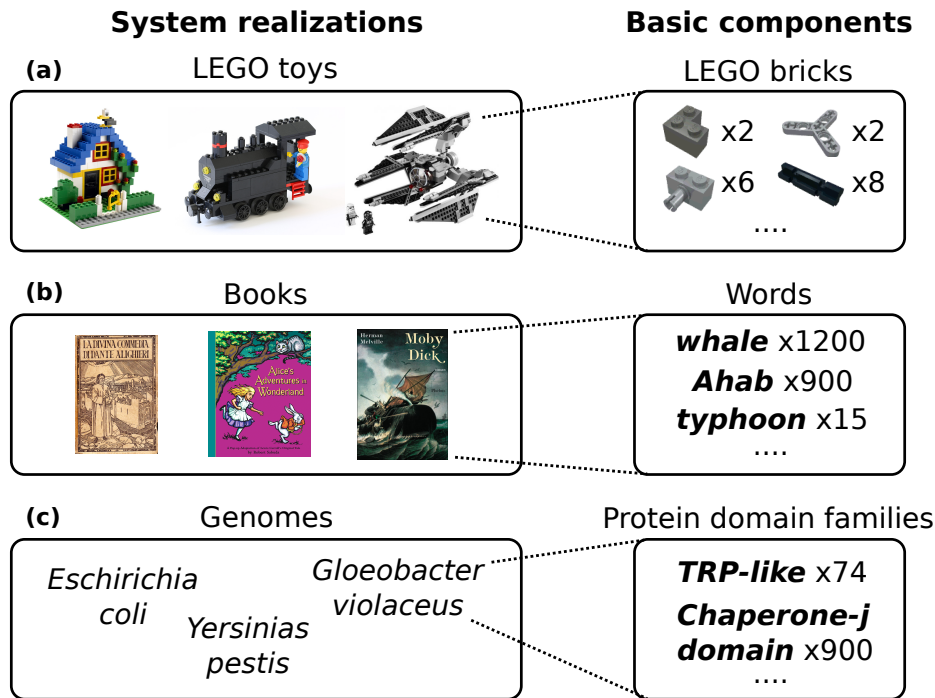 System realizations
Basic components
(a)
LEGO toys
LEGO bricks
x2
x2
x6
x8
....
(b)
Books
Words
LA DIVINA COMMEDIA
DI DANTE ALIGHIERI
Alice's
Adventures in
Wonderland
Herman
Melville
Moby
Dick
whale x1200
Ahab x900
typhoon x15
....
(c)
Genomes
Protein domain families
Eschirichia
coli
Yersinias
pestis
Gloeobacter
violaceus
TRP-like x74
Chaperone-j
domain x900
....